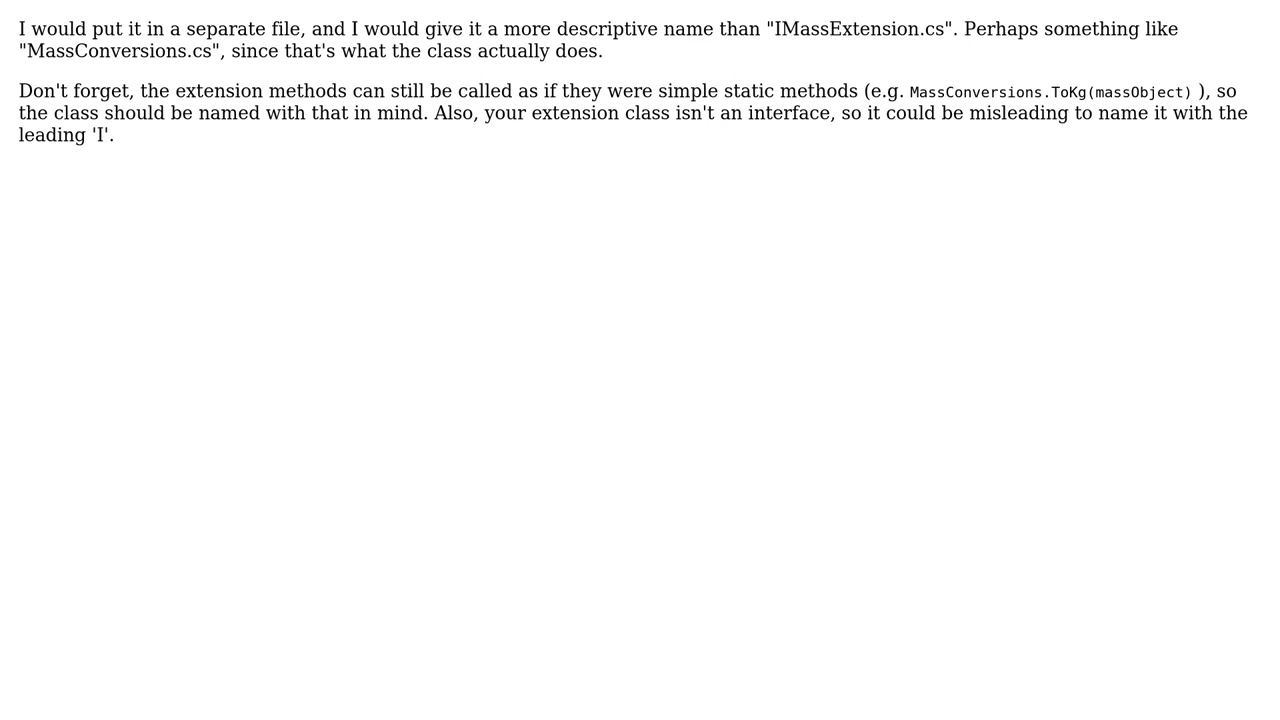 I would put it in a separate file, and I would give it a more descriptive name than "IMassExtension.cs". Perhaps something like
"MassConversions.cs", since that's what the class actually does.
Don't forget, the extension methods can still be called as if they were simple static methods (e.g. MassConversions.ToKg(massObject) ), so
the class should be named with that in mind. Also, your extension class isn't an interface, so it could be misleading to name it with the
leading 'I'.